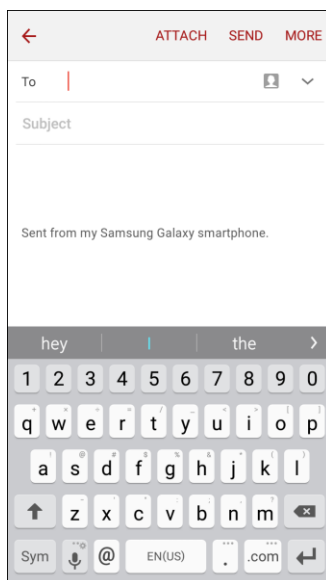 ATTACH SEND MORE
To
Subject
Sent from my Samsung Galaxy smartphone.
hey I the
1 2 3 4 5 6 7 8 9 0
q w e r t y u i o p
a s d f g h j k l
z x c v b n m
Sym @ EN(US) . .com